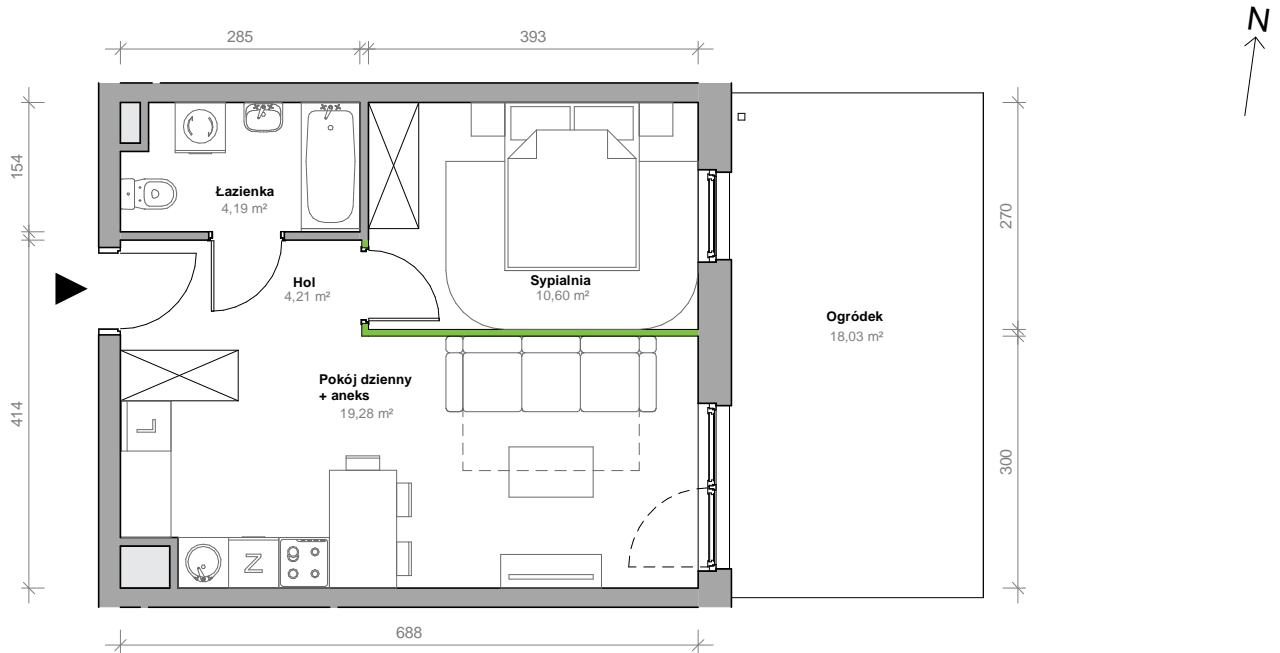 N
285
393
154
414
270
300
688
Łazienka
4,19 m²
Hol
4,21 m²
Sypialnia
10,60 m²
Ogródek
18,03 m²
Pokój dzienny
+ aneks
19,28 m²
L
Z